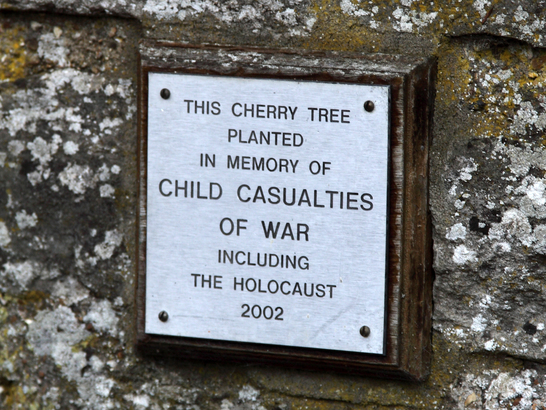 THIS CHERRY TREE
PLANTED
IN MEMORY OF
CHILD CASUALTIES
OF WAR
INCLUDING
THE HOLOCAUST
2002